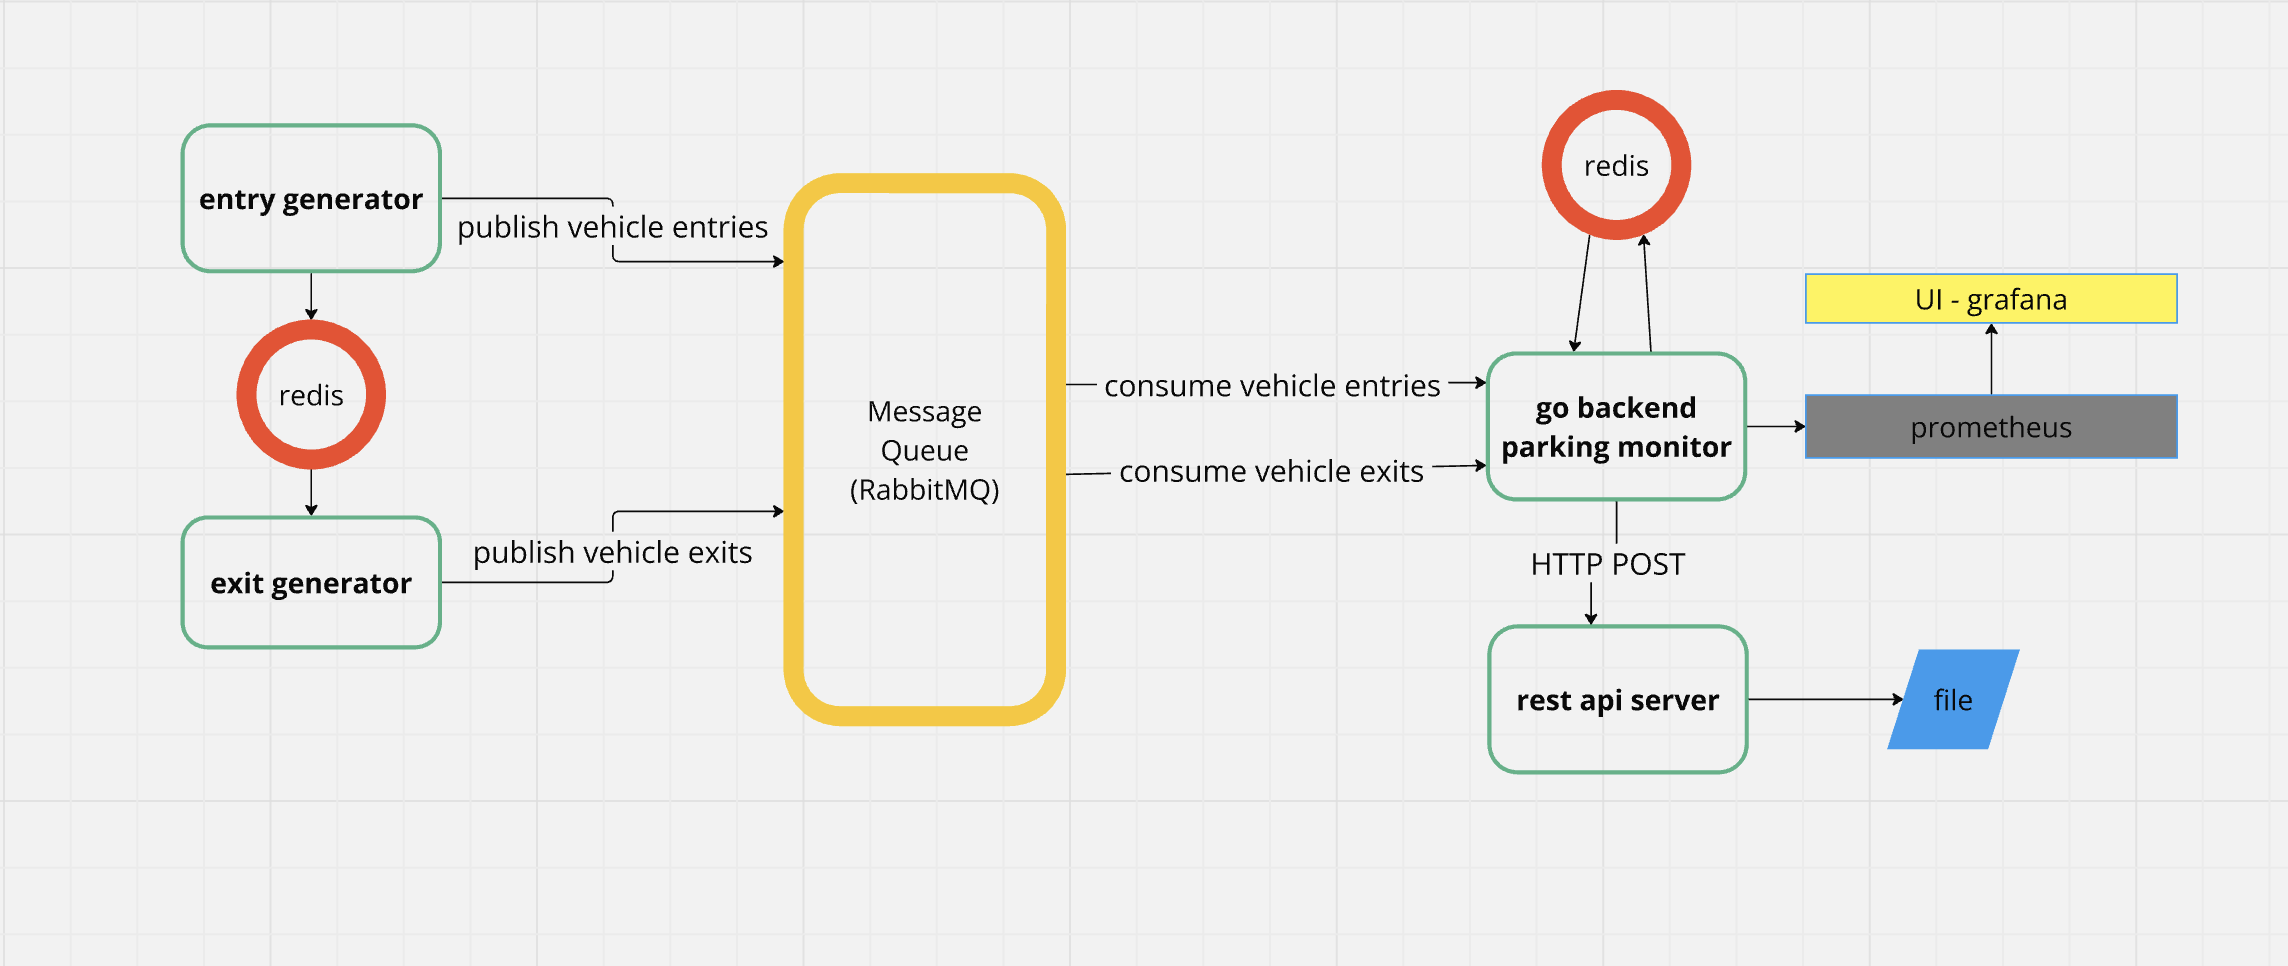 entry generator
publish vehicle entries
redis
exit generator
publish vehicle exits
Message
Queue
(RabbitMQ)
consume vehicle entries
consume vehicle exits
redis
go backend
parking monitor
UI - grafana
prometheus
HTTP POST
rest api server
file